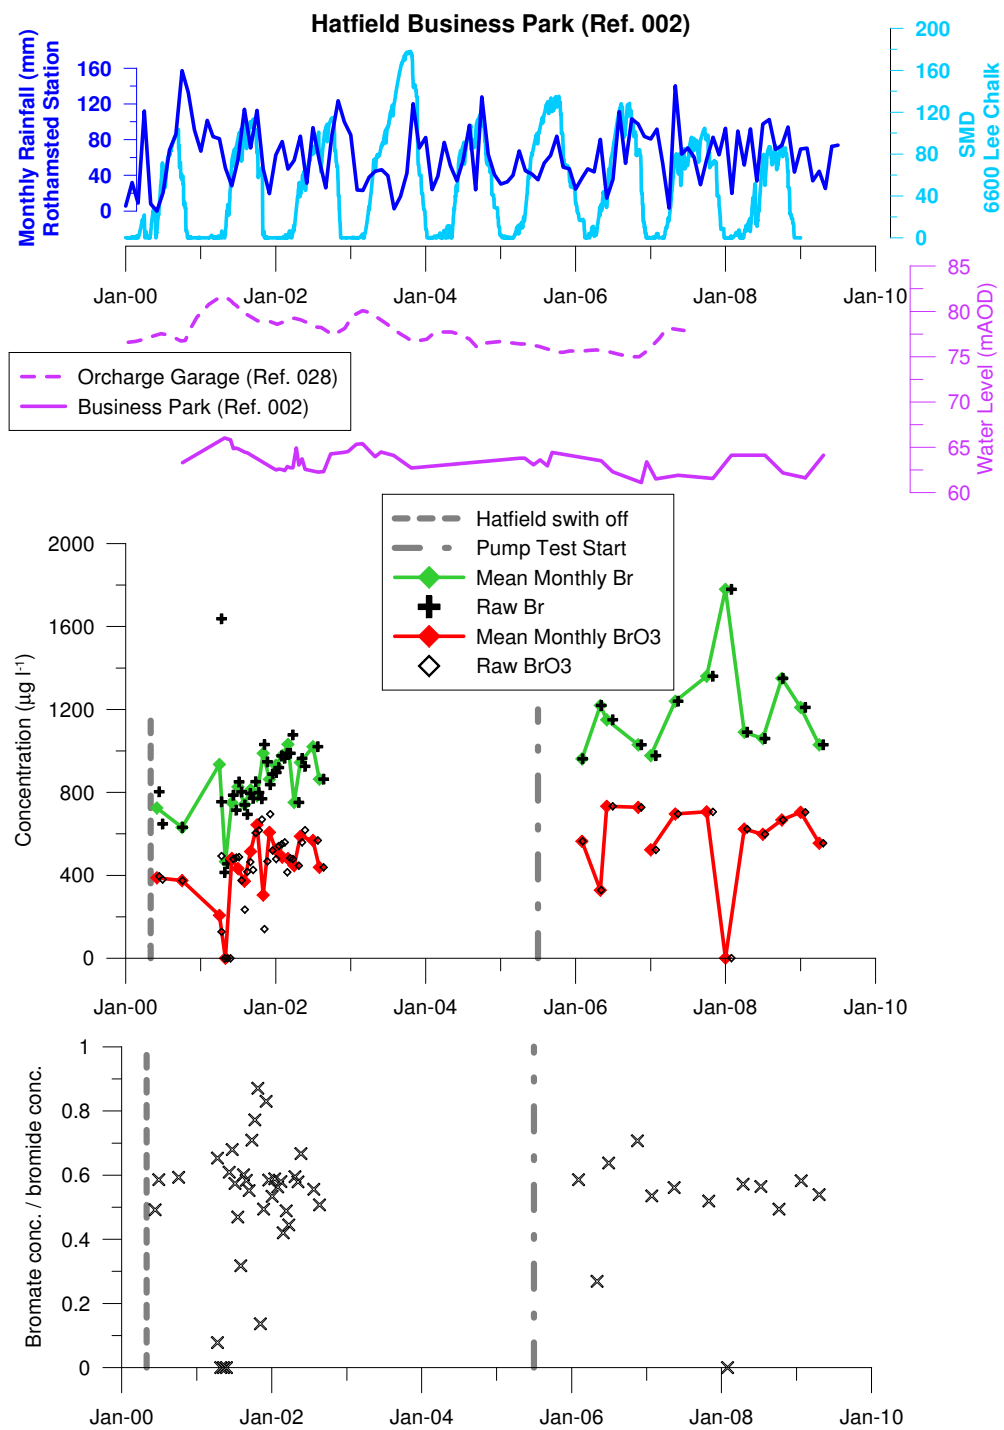 Hatfield Business Park (Ref. 002)
Monthly Rainfall (mm)
Rothamsted Station
160
120
80
40
0
200
160
120
80
40
0
SMD
6600 Lee Chalk
Jan-00
Jan-02
Jan-04
Jan-06
Jan-08
Jan-10
85
80
75
70
65
60
Water Level (mAOD)
Orcharge Garage (Ref. 028)
Business Park (Ref. 002)
Hatfield swith off
Pump Test Start
Mean Monthly Br
Raw Br
Mean Monthly BrO3
Raw BrO3
Concentration (µg l⁻¹)
2000
1600
1200
800
400
0
Jan-00
Jan-02
Jan-04
Jan-06
Jan-08
Jan-10
Bromate conc. / bromide conc.
1
0.8
0.6
0.4
0.2
0
Jan-00
Jan-02
Jan-04
Jan-06
Jan-08
Jan-10